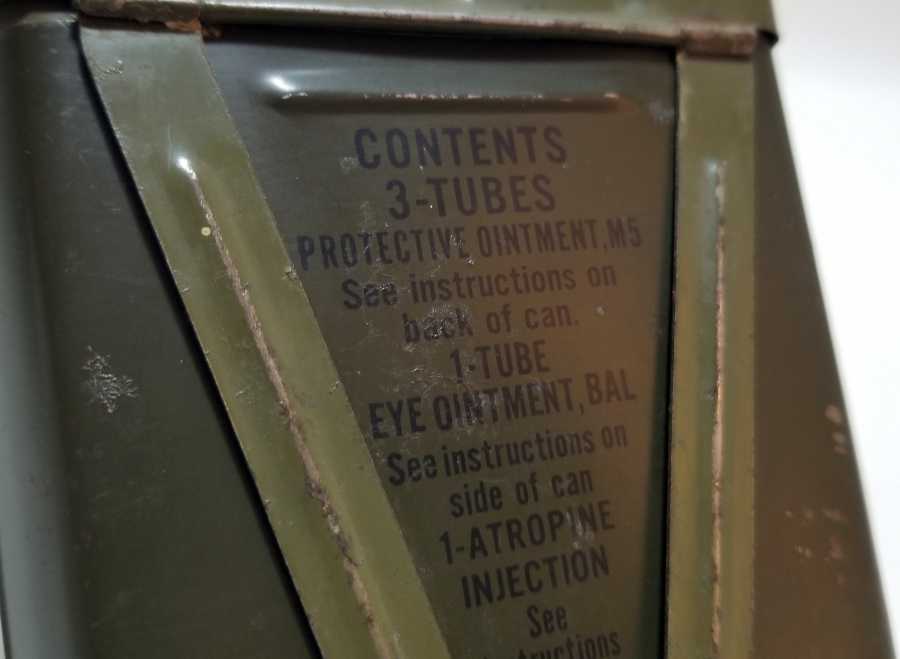 CONTENTS
3-TUBES
PROTECTIVE OINTMENT, M5
See instructions on
back of can.
1-TUBE
EYE OINTMENT, BAL
See instructions on
side of can
1-ATROPINE
INJECTION
See
instructions